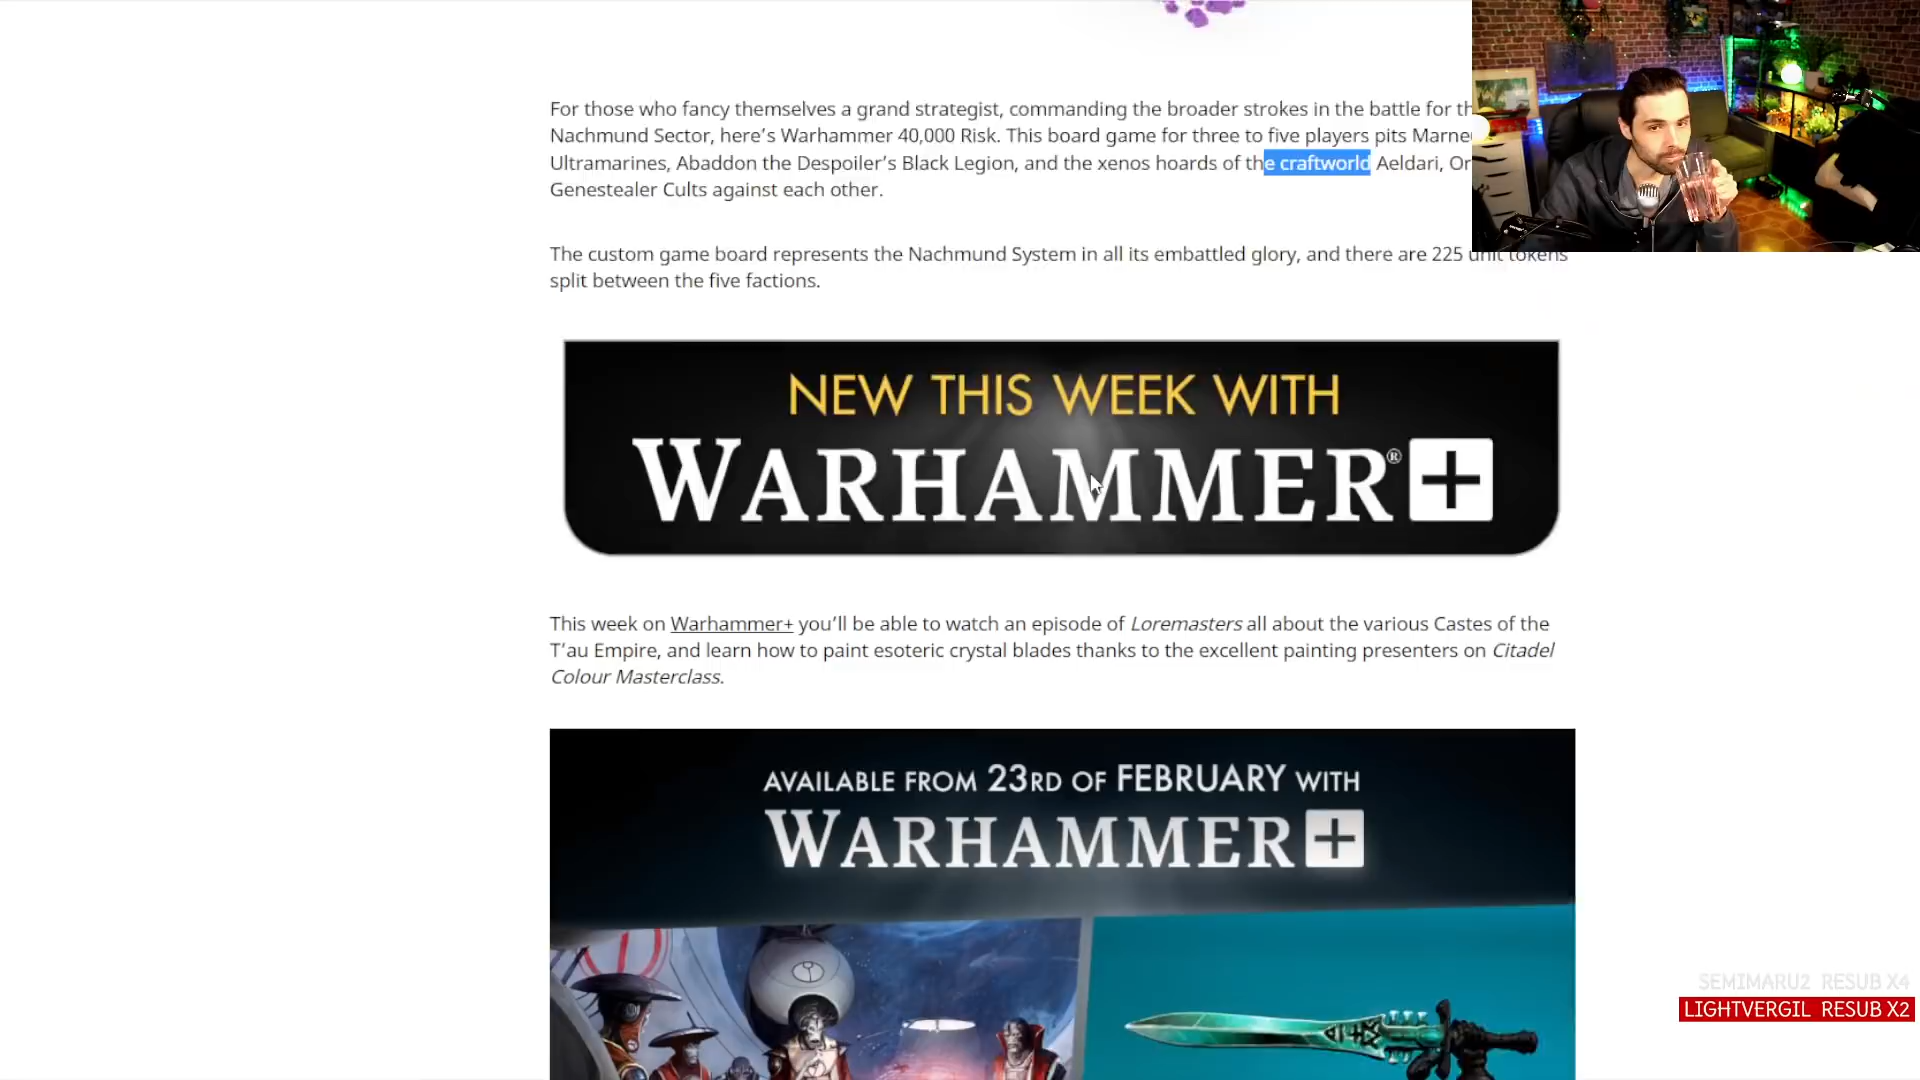 For those who fancy themselves a grand strategist, commanding the broader strokes in the battle for
Nachmund Sector, here’s Warhammer 40,000 Risk. This board game for three to five players pits
Ultramarines, Abaddon the Despoiler’s Black Legion, and the xenos hoards of the craftworld Aeldari,
Genestealer Cults against each other.
The custom game board represents the Nachmund System in all its embattled glory, and there are 225 unit tokens
split between the five factions.
NEW THIS WEEK WITH
WARHAMMER®+
This week on Warhammer+ you’ll be able to watch an episode of Loremasters all about the various Castes of the
T’au Empire, and learn how to paint esoteric crystal blades thanks to the excellent painting presenters on Citadel
Colour Masterclass.
AVAILABLE FROM 23RD OF FEBRUARY WITH
WARHAMMER+
SEMIMARU2 RESUB X4
LIGHTVERGIL RESUB X2